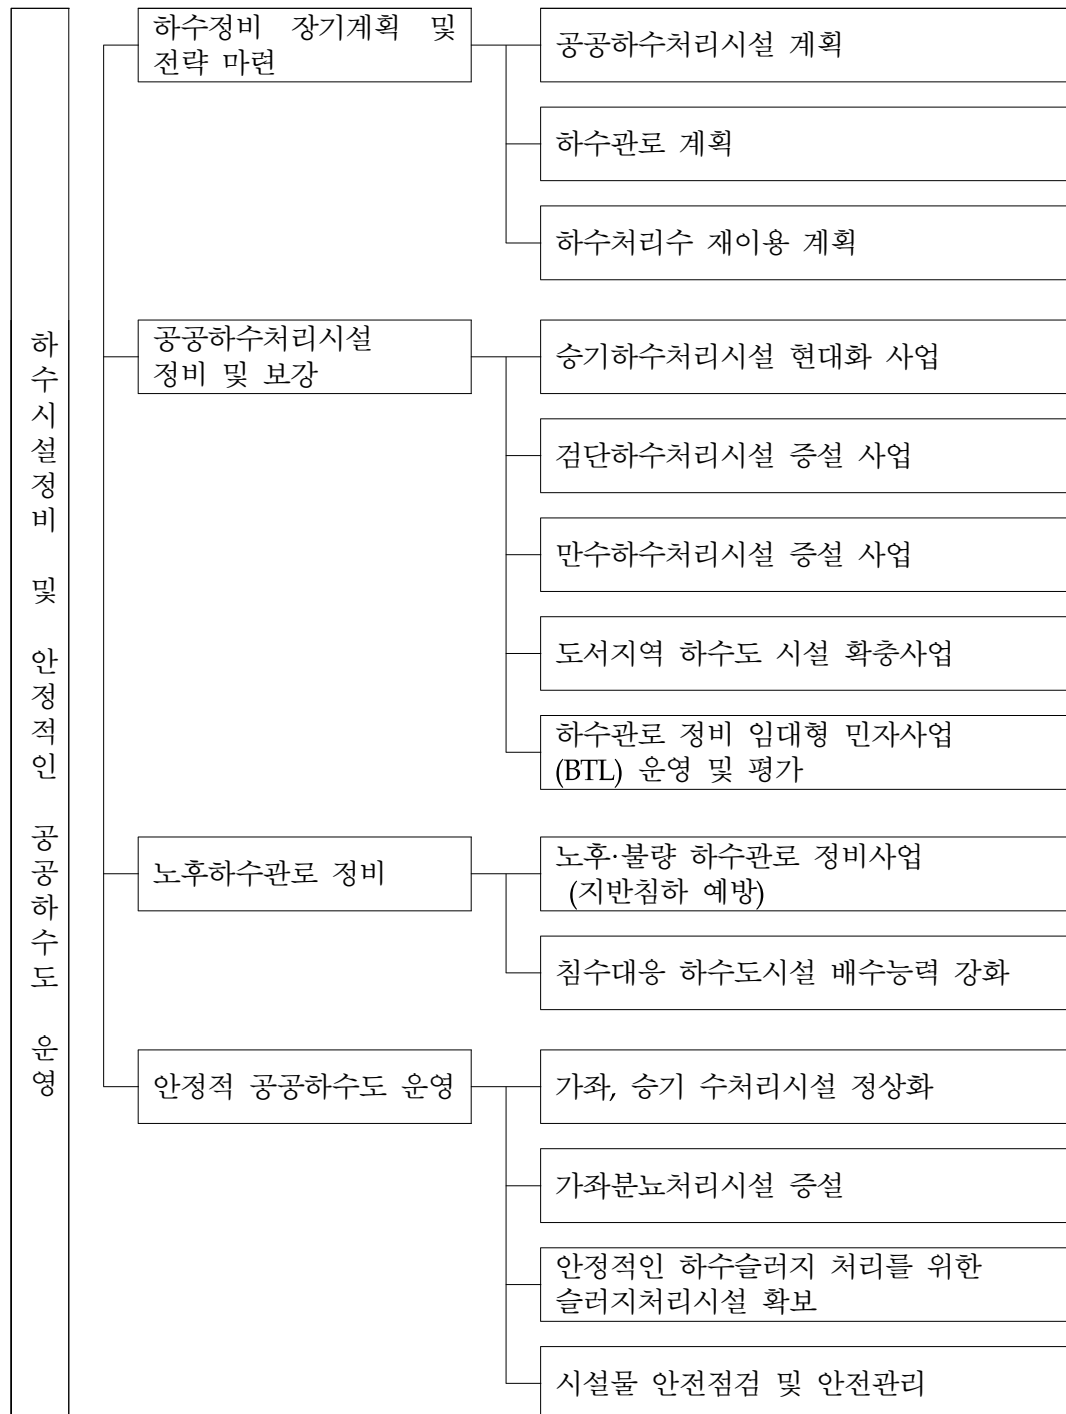 하수시설정비 및 안정적인 공공하수도 운영
하수정비 장기계획 및
전략 마련
공공하수처리시설 계획
하수관로 계획
하수처리수 재이용 계획
공공하수처리시설
정비 및 보강
승기하수처리시설 현대화 사업
검단하수처리시설 증설 사업
만수하수처리시설 증설 사업
도서지역 하수도 시설 확충사업
하수관로 정비 임대형 민자사업
(BTL) 운영 및 평가
노후하수관로 정비
노후·불량 하수관로 정비사업
(지반침하 예방)
침수대응 하수도시설 배수능력 강화
안정적 공공하수도 운영
가좌, 승기 수처리시설 정상화
가좌분뇨처리시설 증설
안정적인 하수슬러지 처리를 위한
슬러지처리시설 확보
시설물 안전점검 및 안전관리